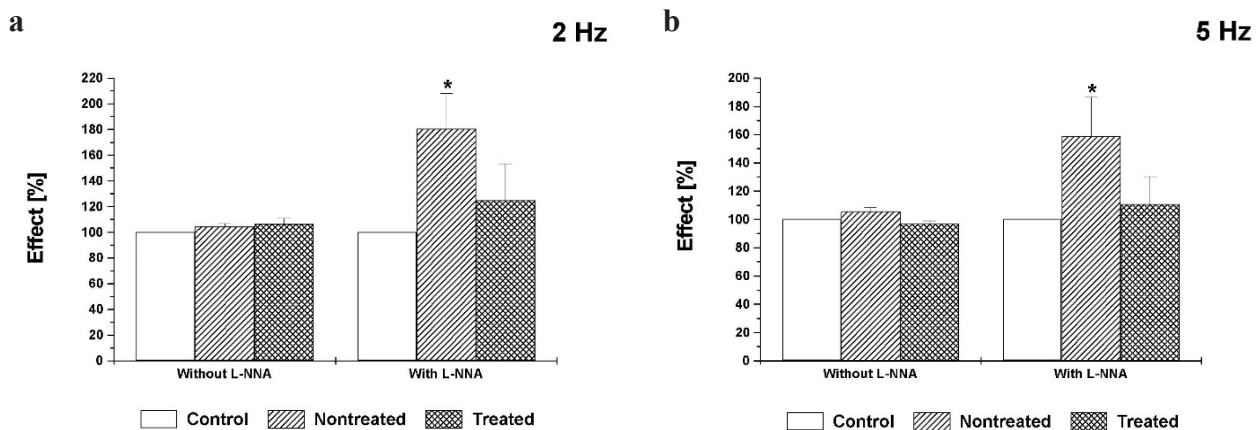 a
2 Hz
Effect [%]
220
200
180
160
140
120
100
80
60
40
20
0
*
Without L-NNA With L-NNA
Control Nontreated Treated
b
5 Hz
Effect [%]
200
180
160
140
120
100
80
60
40
20
0
*
Without L-NNA With L-NNA
Control Nontreated Treated